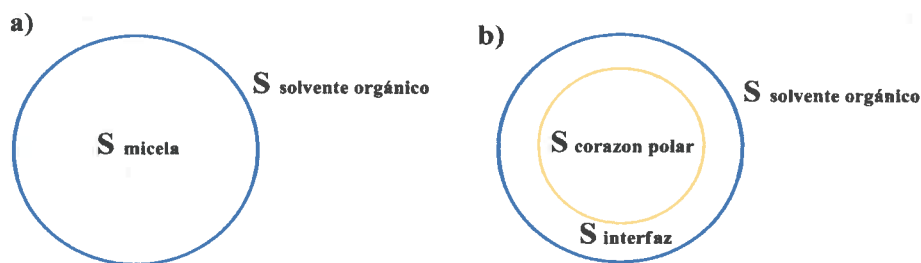 a)
S solvente orgánico
S micela
b)
S solvente orgánico
S corazon polar
S interfaz